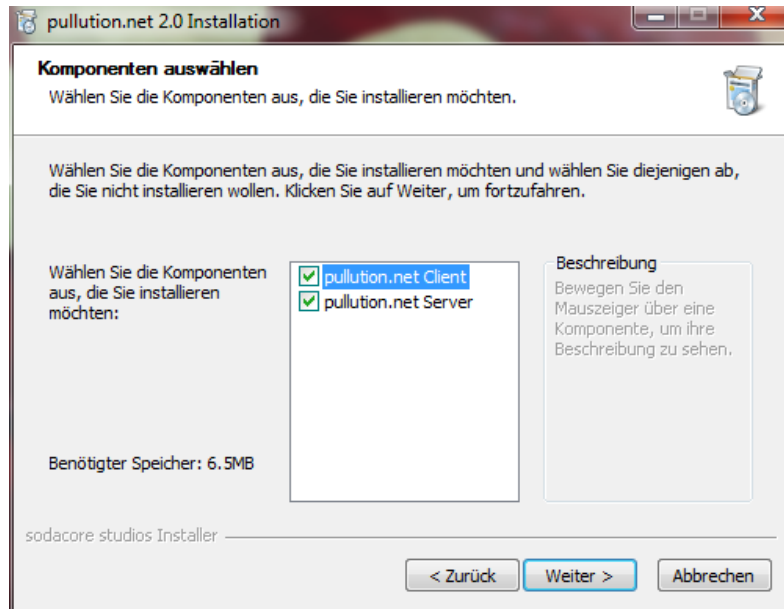 pullution.net 2.0 Installation
Komponenten auswählen
Wählen Sie die Komponenten aus, die Sie installieren möchten.
Wählen Sie die Komponenten aus, die Sie installieren möchten und wählen Sie diejenigen ab,
die Sie nicht installieren wollen. Klicken Sie auf Weiter, um fortzufahren.
Wählen Sie die Komponenten
aus, die Sie installieren
möchten:
pullution.net Client
pullution.net Server
Beschreibung
Bewegen Sie den
Mauszeiger über eine
Komponente, um ihre
Beschreibung zu sehen.
Benötigter Speicher: 6.5MB
sodacore studios Installer
< Zurück
Weiter >
Abbrechen